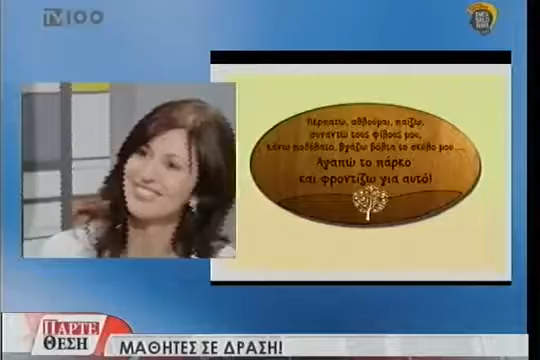 TV100
Περπατώ, αθλούμαι, παίζω,
συναντώ τους φίλους μου,
κάνω ποδήλατο, βγάζω βόλτα το σκύλο μου....
Αγαπώ το πάρκο
και φροντίζω για αυτό!
ΠΑΡΤΕ
ΘΕΣΗ
ΜΑΘΗΤΕΣ ΣΕ ΔΡΑΣΗ!